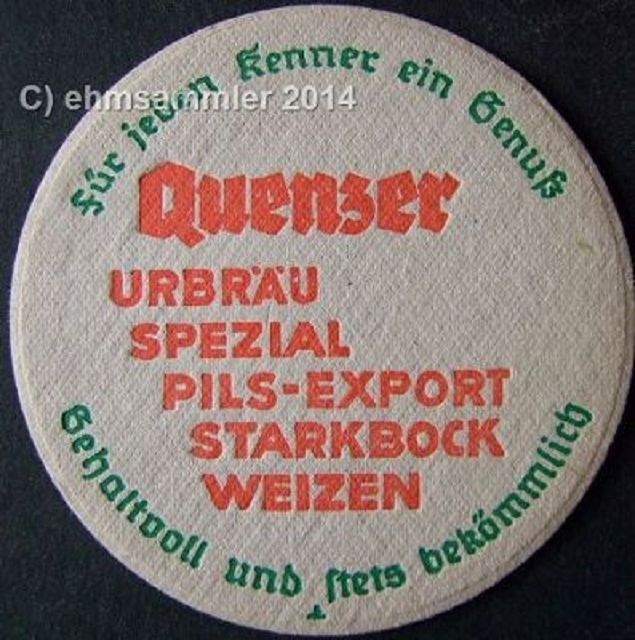 Für jeden Kenner ein Genuß
C) ehmsammler 2014
Quenzer
URBRÄU
SPEZIAL
PILS-EXPORT
STARKBOCK
WEIZEN
Gehaltvoll und stets bekömmlich